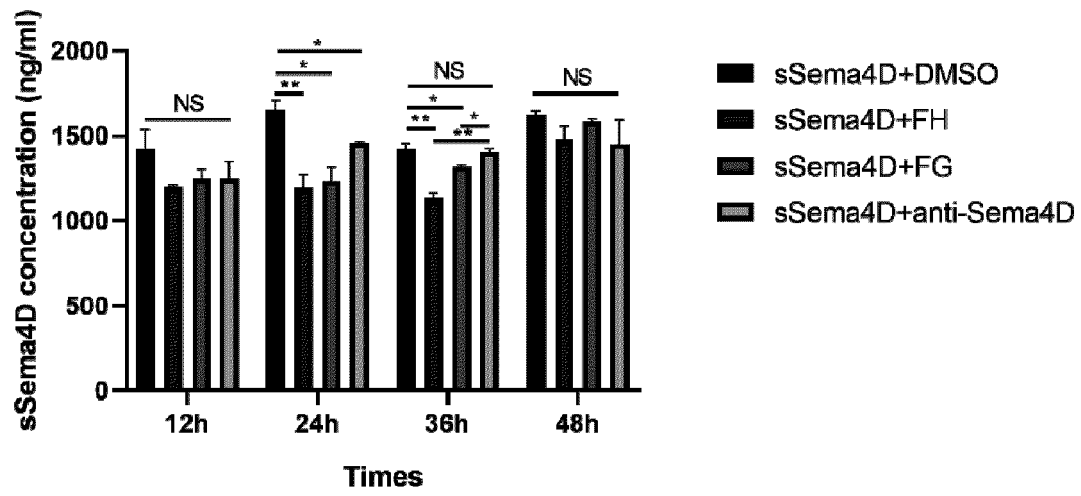 sSema4D concentration (ng/ml)
2000
1500
1000
500
0
NS
*
*
**
NS
*
**
*
**
NS
12h
24h
36h
48h
Times
sSema4D+DMSO
sSema4D+FH
sSema4D+FG
sSema4D+anti-Sema4D